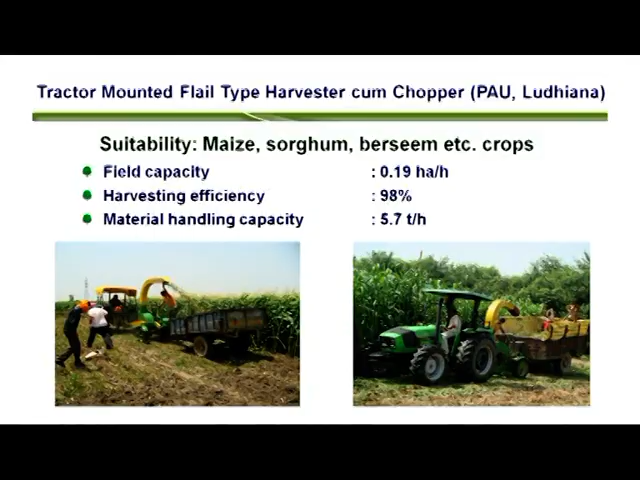 Tractor Mounted Flail Type Harvester cum Chopper (PAU, Ludhiana)
Suitability: Maize, sorghum, berseem etc. crops
Field capacity : 0.19 ha/h
Harvesting efficiency : 98%
Material handling capacity : 5.7 t/h